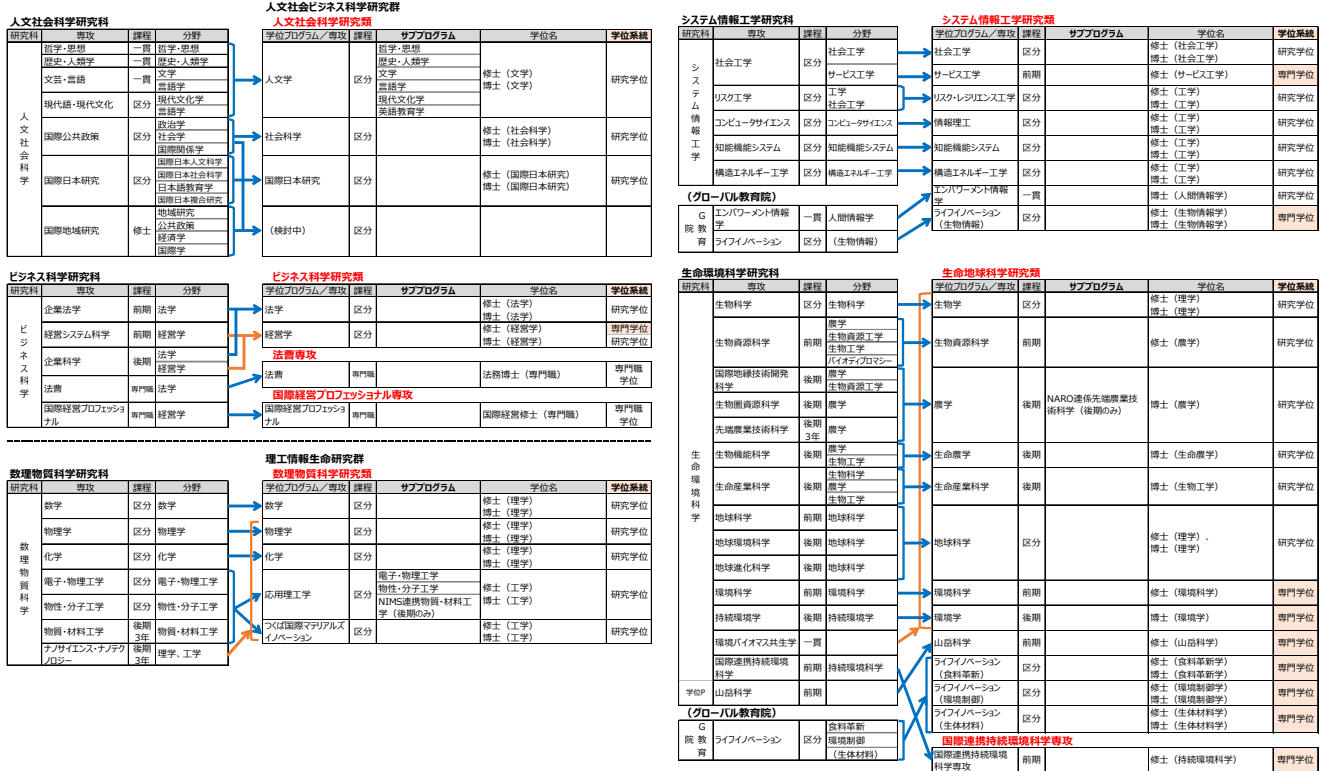 人文社会ビジネス科学研究群
人文社会科学研究科
人文社会科学研究類
研究科 専攻 課程 分野 学位プログラム／専攻 課程 サブプログラム 学位名 学位系統
人文社会科学
哲学・思想 一貫 哲学・思想
歴史・人類学 一貫 歴史・人類学
文芸・言語 一貫 文学
言語学
現代語・現代文化 区分 現代文化学
言語学
国際公共政策 区分 政治学
社会学
国際関係学
国際日本研究 区分 国際日本人文科学
国際日本社会科学
日本語教育学
国際日本複合研究
国際地域研究 修士 地域研究
公共政策
経済学
国際学
人文学 区分 哲学・思想
歴史・人類学
文学
言語学
現代文化学
英語教育学
修士（文学）
博士（文学）
研究学位
社会科学 区分 修士（社会科学）
博士（社会科学）
研究学位
国際日本研究 区分 修士（国際日本研究）
博士（国際日本研究）
研究学位
（検討中）
ビジネス科学研究科
ビジネス科学研究類
研究科 専攻 課程 分野 学位プログラム／専攻 課程 サブプログラム 学位名 学位系統
ビジネス科学
企業法学 前期 法学
経営システム科学 前期 経営学
企業科学 後期 法学
経営学
法曹 専門職 法学
国際経営プロフェッショ
ナル
専門職 経営学
法学 区分 修士（法学）
博士（法学）
研究学位
経営学 区分 修士（経営学） 専門学位
博士（経営学） 研究学位
法曹専攻
法曹 専門職 法務博士（専門職） 専門職
学位
国際経営プロフェッショナル専攻
国際経営プロフェッショ
ナル
専門職 国際経営修士（専門職） 専門職
学位
理工情報生命研究群
数理物質科学研究科
数理物質科学研究類
研究科 専攻 課程 分野 学位プログラム／専攻 課程 サブプログラム 学位名 学位系統
数理物質科学
数学 区分 数学
物理学 区分 物理学
化学 区分 化学
電子・物理工学 区分 電子・物理工学
物性・分子工学 区分 物性・分子工学
物質・材料工学 後期
3年
物質・材料工学
ナノサイエンス・ナノテク
ノロジー
後期
3年
理学、工学
数学 区分 修士（理学）
博士（理学）
研究学位
物理学 区分 修士（理学）
博士（理学）
研究学位
化学 区分 修士（理学）
博士（理学）
研究学位
応用理工学 区分 電子・物理工学
物性・分子工学
NIMS連携物質・材料工
学（後期のみ）
修士（工学）
博士（工学）
研究学位
つくば国際マテリアルズ
イノベーション
区分 修士（工学）
博士（工学）
研究学位
システム情報工学研究科
システム情報工学研究類
研究科 専攻 課程 分野 学位プログラム／専攻 課程 サブプログラム 学位名 学位系統
システム情報工学
社会工学 区分 社会工学
サービス工学
リスク工学 区分 工学
社会工学
コンピュータサイエンス 区分 コンピュータサイエンス
知能機能システム 区分 知能機能システム
構造エネルギー工学 区分 構造エネルギー工学
（グローバル教育院）
G
院 教
育
エンパワーメント情報
学
一貫 人間情報学
ライフイノベーション 区分 （生物情報）
社会工学 区分 修士（社会工学）
博士（社会工学）
研究学位
サービス工学 前期 修士（サービス工学） 専門学位
リスク・レジリエンス工学 区分 修士（工学）
博士（工学）
研究学位
情報理工 区分 修士（工学）
博士（工学）
研究学位
知能機能システム 区分 修士（工学）
博士（工学）
研究学位
構造エネルギー工学 区分 修士（工学）
博士（工学）
研究学位
エンパワーメント情報
学
一貫 博士（人間情報学） 研究学位
ライフイノベーション
（生物情報）
区分 修士（生物情報学）
博士（生物情報学）
専門学位
生命環境科学研究科
生命地球科学研究類
研究科 専攻 課程 分野 学位プログラム／専攻 課程 サブプログラム 学位名 学位系統
生命環境科学
生物科学 区分 生物科学
生物資源科学 前期 農学
生物資源工学
生物工学
バイオディプロマシー
国際地縁技術開発
科学
後期 農学
生物資源工学
生物圏資源科学 後期 農学
先端農業技術科学 後期
3年
農学
生物機能科学 後期 農学
生物工学
生命産業科学 後期 生物科学
農学
生物工学
地球科学 前期 地球科学
地球環境科学 後期 地球科学
地球進化科学 後期 地球科学
環境科学 前期 環境科学
持続環境学 後期 持続環境学
環境バイオマス共生学 一貫
国際連携持続環境
科学
前期 持続環境科学
学位P 山岳科学 前期
（グローバル教育院）
G
院 教
育
ライフイノベーション 区分 食料革新
環境制御
（生体材料）
生物学 区分 修士（理学）
博士（理学）
研究学位
生物資源科学 前期 修士（農学） 研究学位
農学 後期 NARO連係先端農業技
術科学（後期のみ）
博士（農学） 研究学位
生命農学 後期 博士（生命農学） 研究学位
生命産業科学 後期 博士（生物工学） 研究学位
地球科学 区分 修士（理学）、
博士（理学）
研究学位
環境科学 前期 修士（環境科学） 専門学位
環境学 後期 博士（環境学） 専門学位
山岳科学 前期 修士（山岳科学） 専門学位
ライフイノベーション
（食料革新）
区分 修士（食料革新学）
博士（食料革新学）
専門学位
ライフイノベーション
（環境制御）
区分 修士（環境制御学）
博士（環境制御学）
専門学位
ライフイノベーション
（生体材料）
区分 修士（生体材料学）
博士（生体材料学）
専門学位
国際連携持続環境科学専攻
国際連携持続環境
科学専攻
前期 修士（持続環境科学） 専門学位